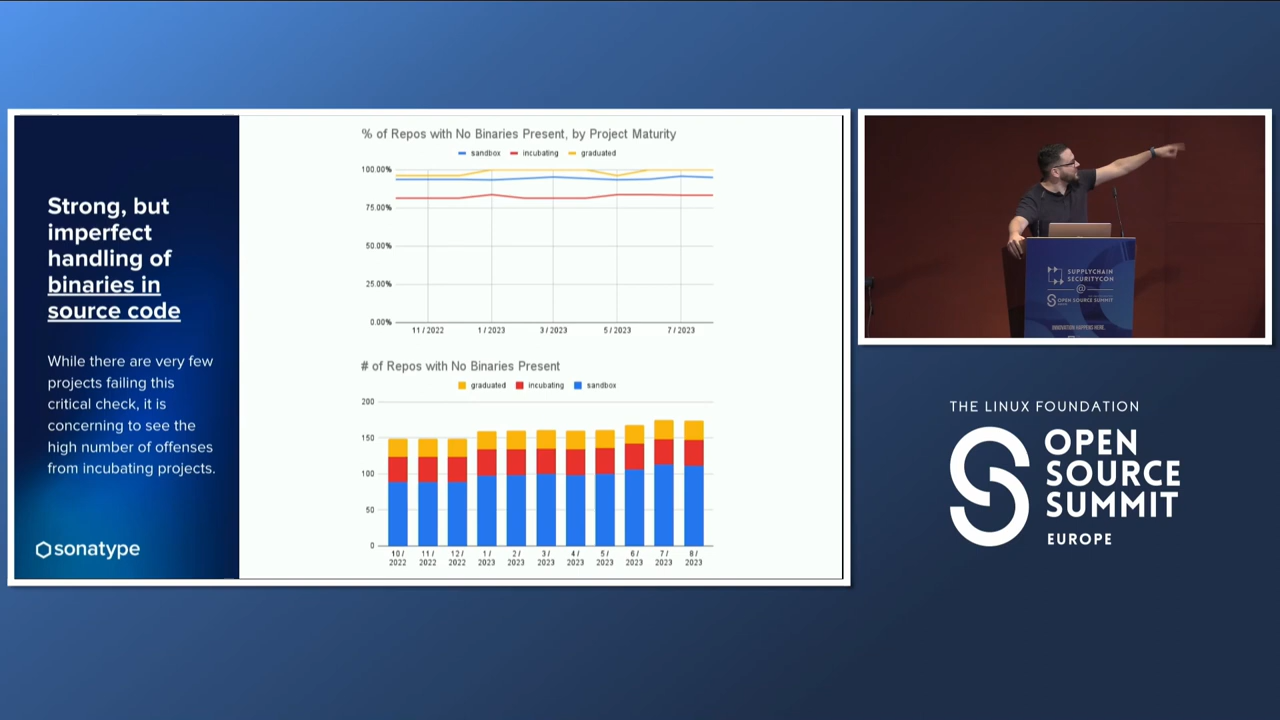 Strong, but
imperfect
handling of
binaries in
source code
While there are very few
projects failing this
critical check, it is
concerning to see the
high number of offenses
from incubating projects.
sonatype
% of Repos with No Binaries Present, by Project Maturity
sandbox incubating graduated
100.00%
75.00%
50.00%
25.00%
0.00%
11 / 2022 1 / 2023 3 / 2023 5 / 2023 7 / 2023
# of Repos with No Binaries Present
graduated incubating sandbox
200
150
100
50
0
10 / 11 / 12 / 1 / 2 / 3 / 4 / 5 / 6 / 7 / 8 /
2022 2022 2022 2023 2023 2023 2023 2023 2023 2023 2023
SUPPLYCHAIN
SECURITYCON
@
OPEN SOURCE SUMMIT
INNOVATION HAPPENS HERE.
THE LINUX FOUNDATION
OPEN
SOURCE
SUMMIT
EUROPE